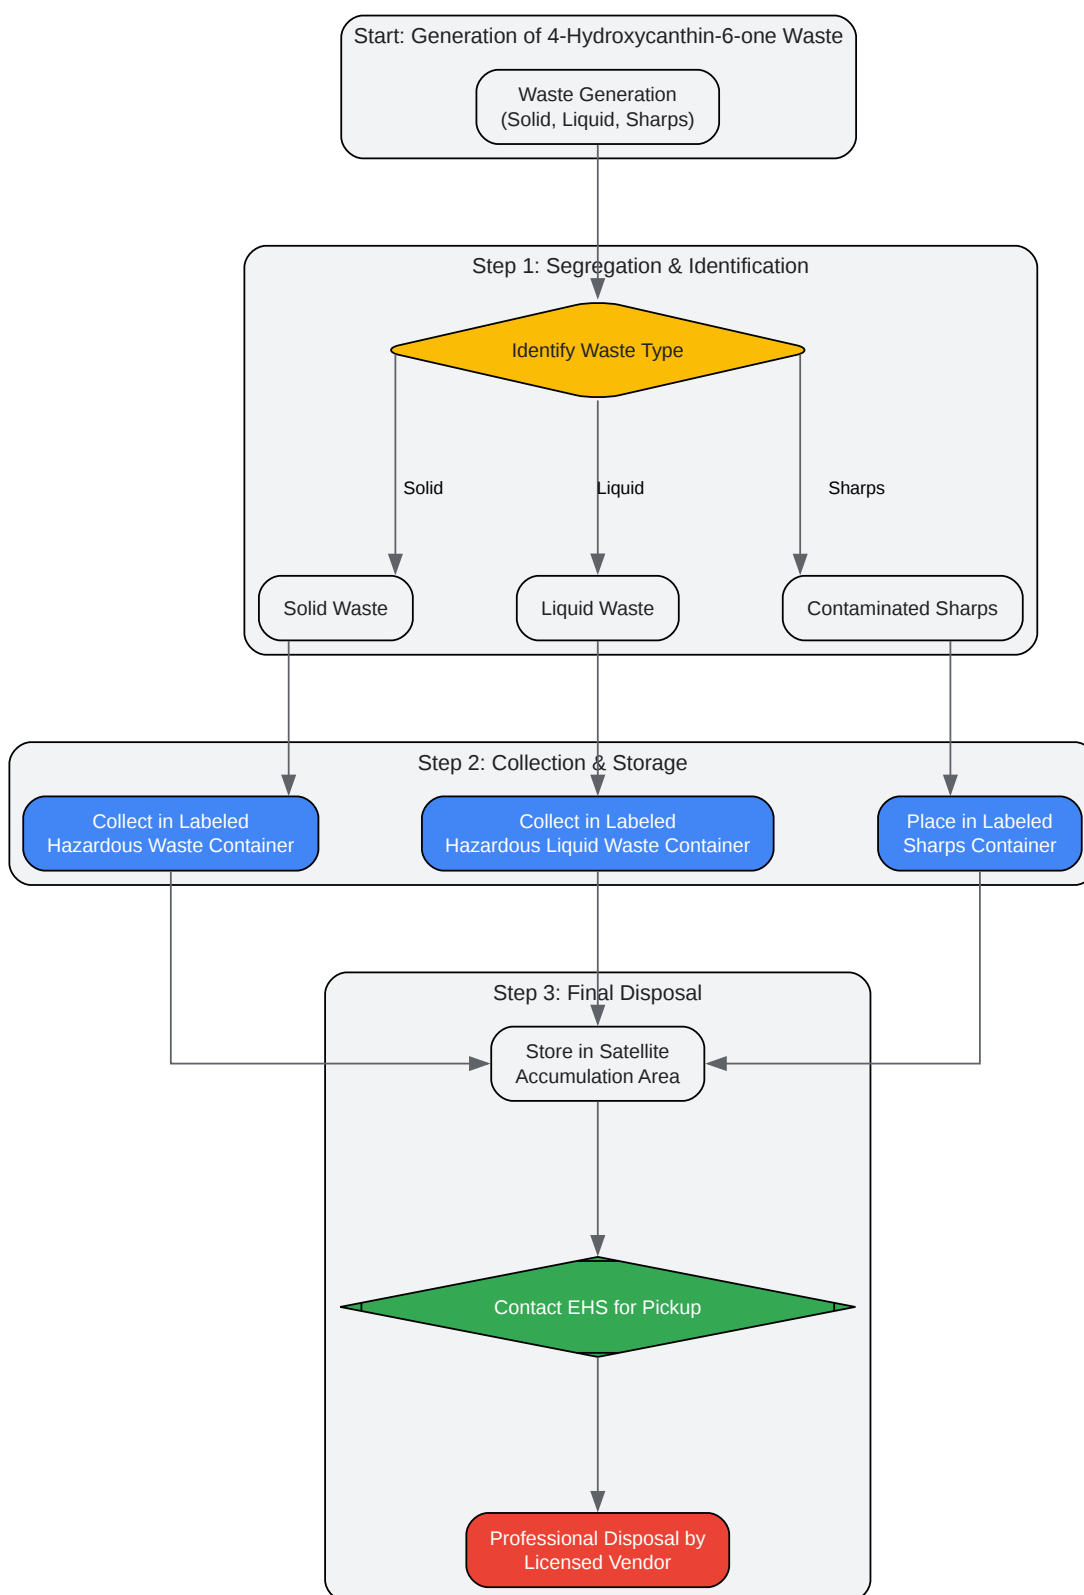 Start: Generation of 4-Hydroxycanthin-6-one Waste
Waste Generation
(Solid, Liquid, Sharps)
Step 1: Segregation & Identification
Identify Waste Type
Solid
Liquid
Sharps
Solid Waste
Liquid Waste
Contaminated Sharps
Step 2: Collection & Storage
Collect in Labeled
Hazardous Waste Container
Collect in Labeled
Hazardous Liquid Waste Container
Place in Labeled
Sharps Container
Step 3: Final Disposal
Store in Satellite
Accumulation Area
Contact EHS for Pickup
Professional Disposal by
Licensed Vendor